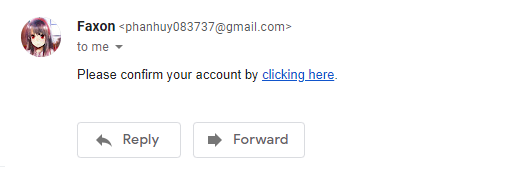 Faxon <phanhuy083737@gmail.com>
to me
Please confirm your account by clicking here.
Reply Forward